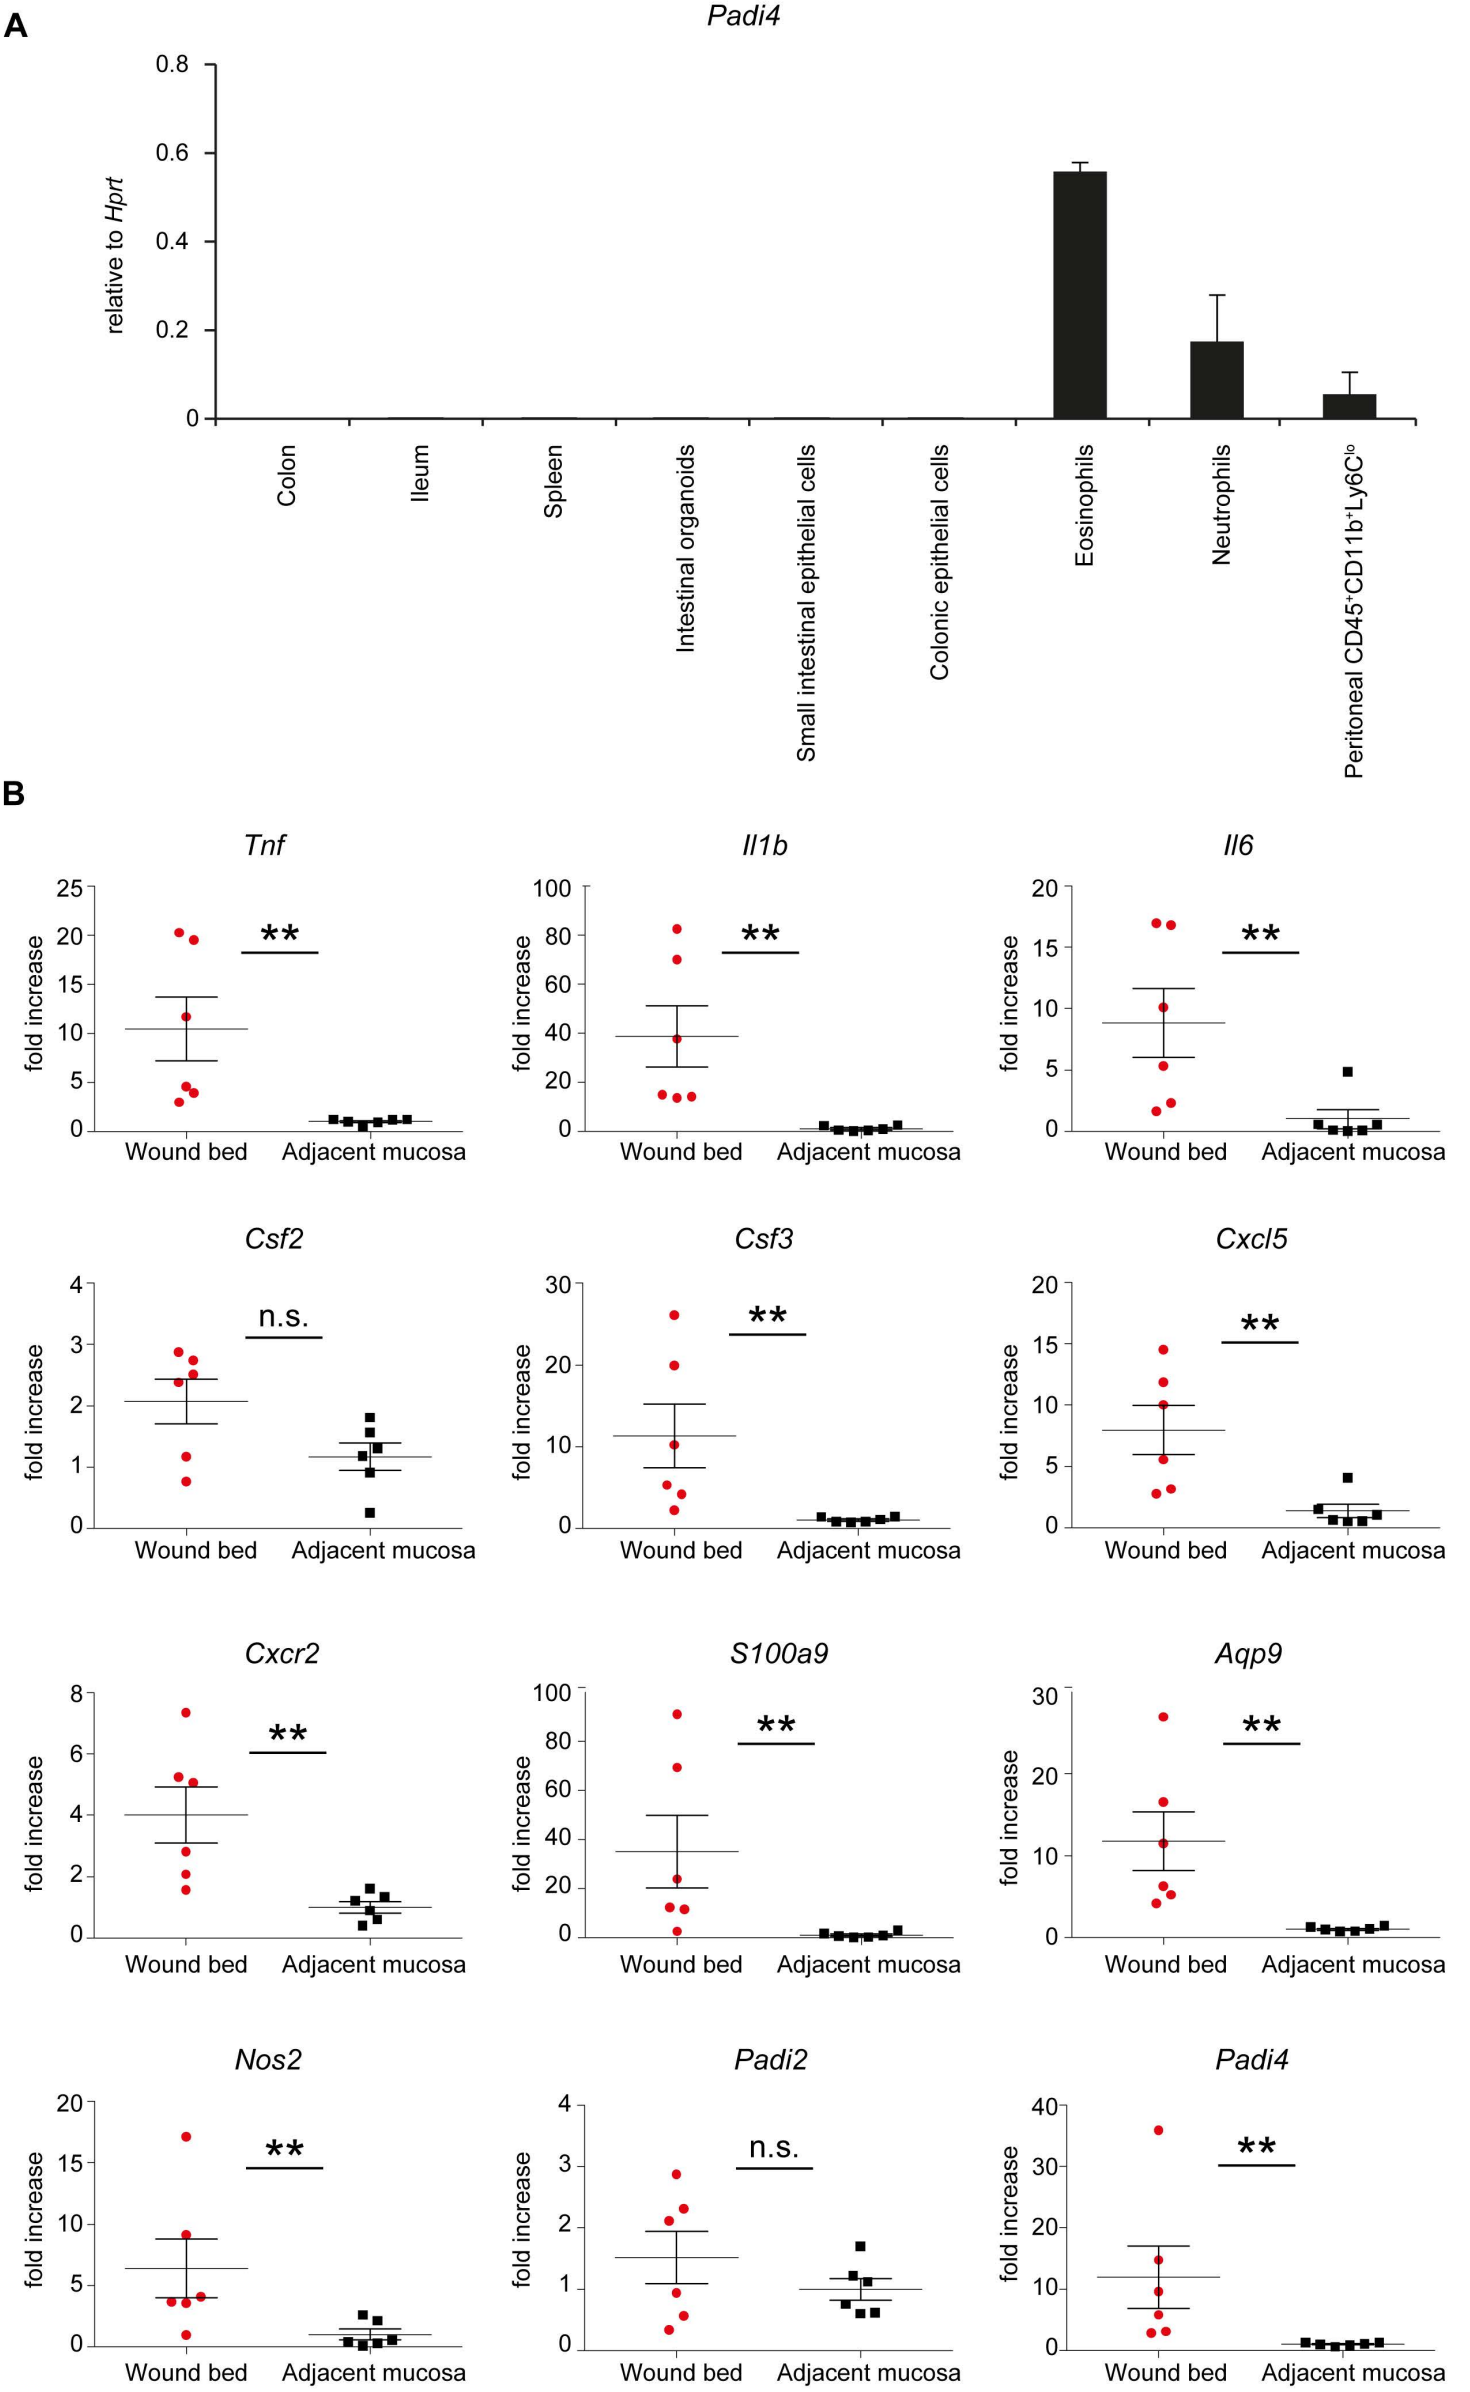 A
Padi4
relative to Hprt
0.8
0.6
0.4
0.2
0
Colon
Ileum
Spleen
Intestinal organoids
Small intestinal epithelial cells
Colonic epithelial cells
Eosinophils
Neutrophils
Peritoneal CD45⁺CD11b⁺Ly6Cˡᵒ
B
Tnf
fold increase
25
20
15
10
5
0
**
Wound bed
Adjacent mucosa
Il1b
fold increase
100
80
60
40
20
0
**
Wound bed
Adjacent mucosa
Il6
fold increase
20
15
10
5
0
**
Wound bed
Adjacent mucosa
Csf2
fold increase
4
3
2
1
0
n.s.
Wound bed
Adjacent mucosa
Csf3
fold increase
30
20
10
0
**
Wound bed
Adjacent mucosa
Cxcl5
fold increase
20
15
10
5
0
**
Wound bed
Adjacent mucosa
Cxcr2
fold increase
8
6
4
2
0
**
Wound bed
Adjacent mucosa
S100a9
fold increase
100
80
60
40
20
0
**
Wound bed
Adjacent mucosa
Aqp9
fold increase
30
20
10
0
**
Wound bed
Adjacent mucosa
Nos2
fold increase
20
15
10
5
0
**
Wound bed
Adjacent mucosa
Padi2
fold increase
4
3
2
1
0
n.s.
Wound bed
Adjacent mucosa
Padi4
fold increase
40
30
20
10
0
**
Wound bed
Adjacent mucosa